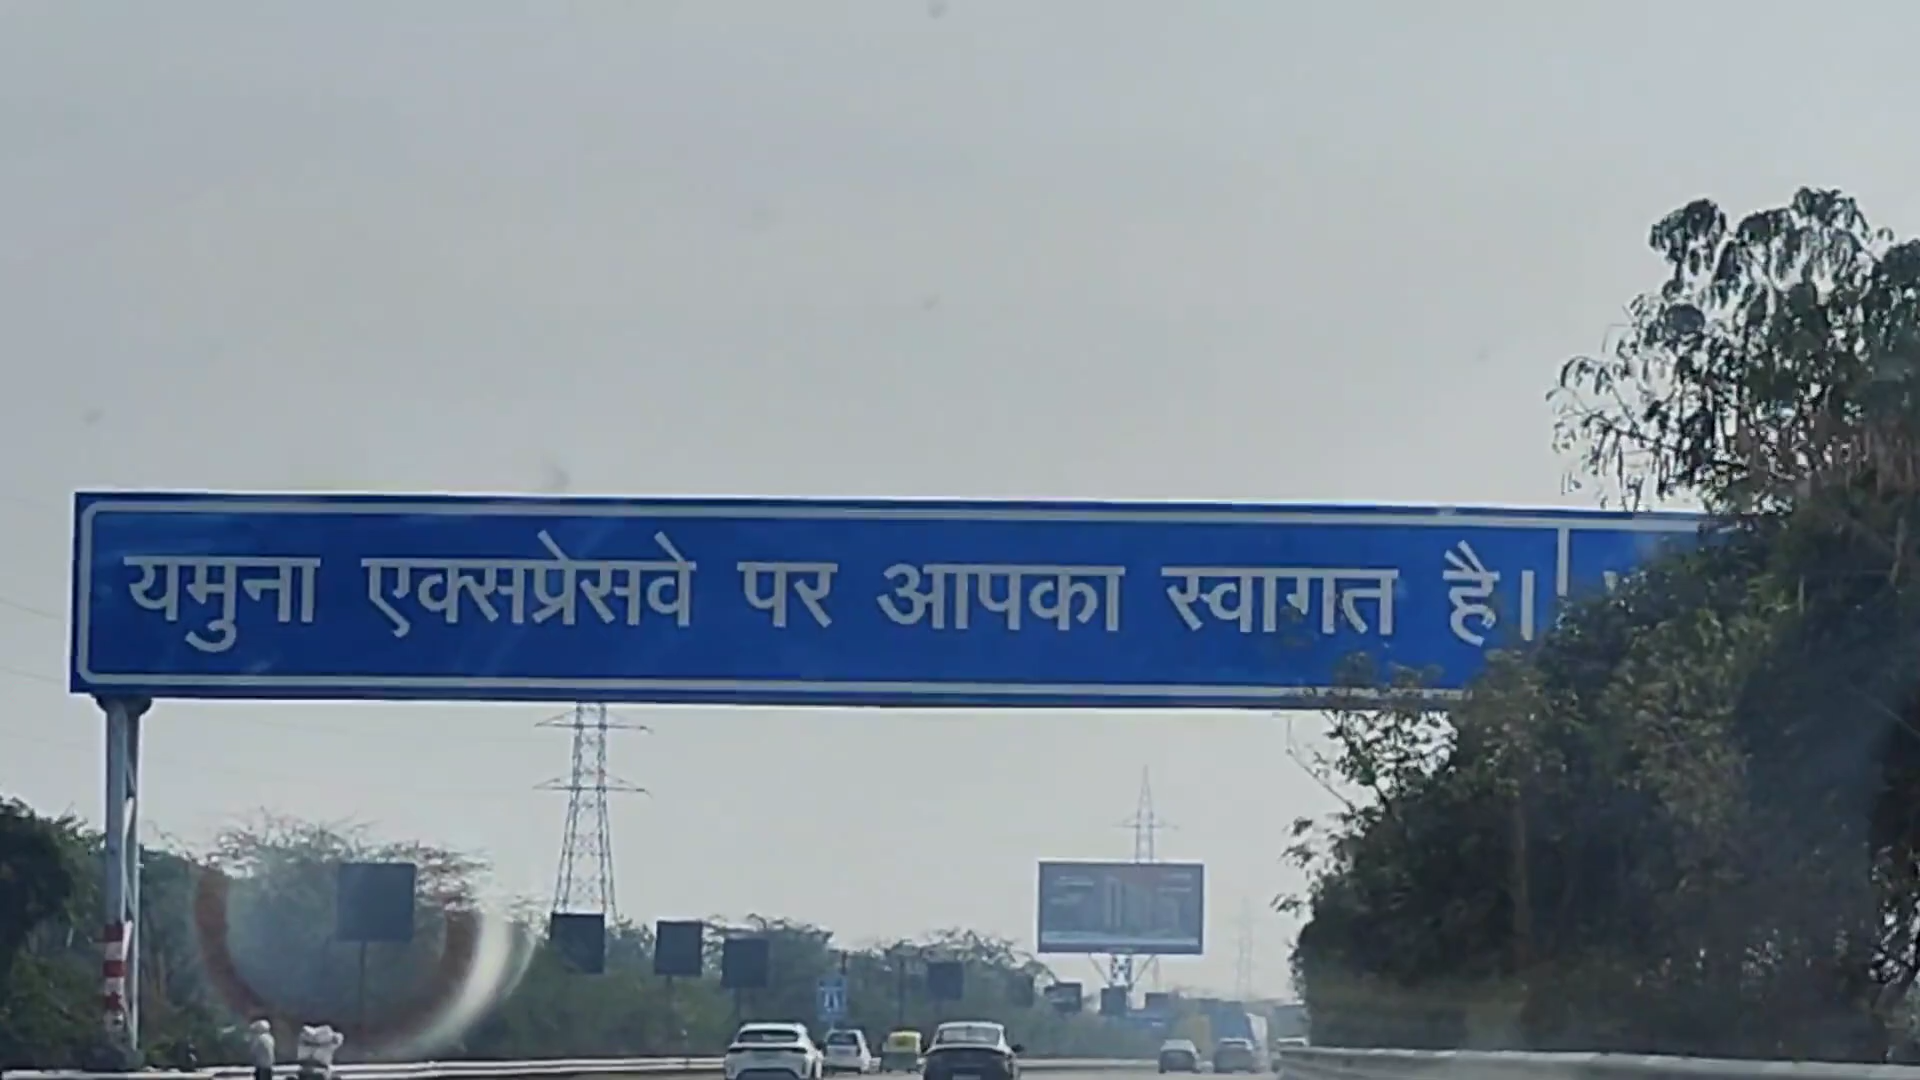 यमुना एक्सप्रेसवे पर आपका स्वागत है।